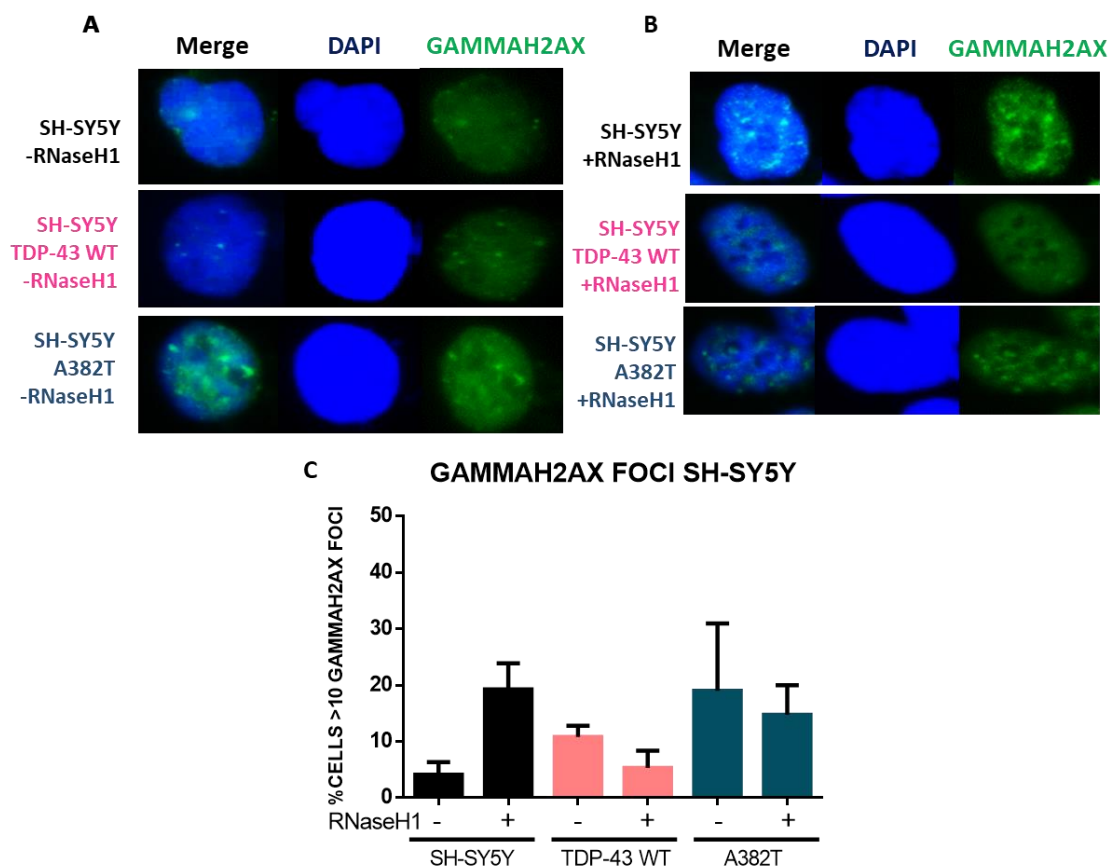 A
Merge DAPI GAMMAH2AX
SH-SY5Y
-RNaseH1
SH-SY5Y
TDP-43 WT
-RNaseH1
SH-SY5Y
A382T
-RNaseH1
B
Merge DAPI GAMMAH2AX
SH-SY5Y
+RNaseH1
SH-SY5Y
TDP-43 WT
+RNaseH1
SH-SY5Y
A382T
+RNaseH1
C
GAMMAH2AX FOCI SH-SY5Y
%CELLS >10 GAMMAH2AX FOCI
50
40
30
20
10
0
RNaseH1 - + - + - +
SH-SY5Y TDP-43 WT A382T